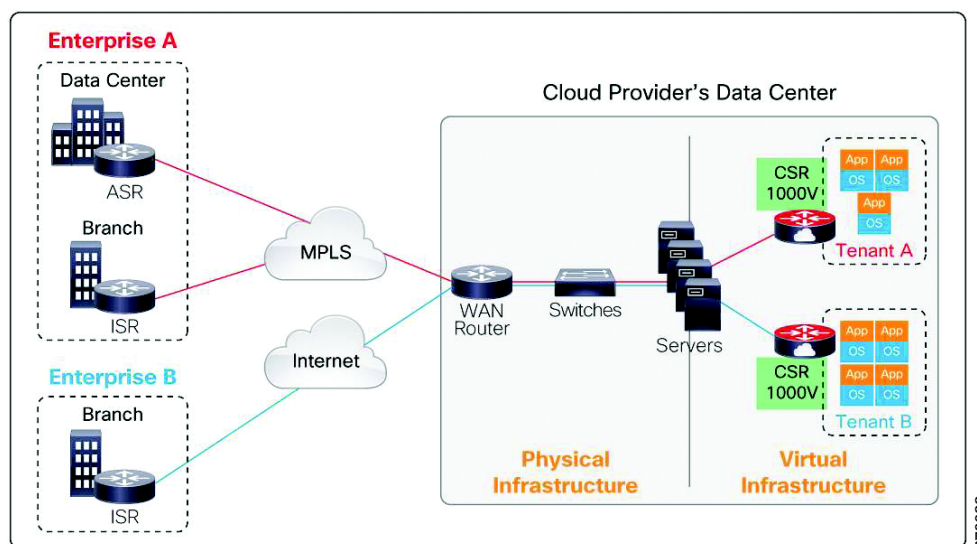 Enterprise A
Data Center
ASR
Branch
ISR
Enterprise B
Branch
ISR
MPLS
Internet
Cloud Provider's Data Center
WAN
Router
Switches
Servers
CSR
1000V
App App
OS OS
App
OS
Tenant A
CSR
1000V
App App
OS OS
App App
OS OS
Tenant B
Physical
Infrastructure
Virtual
Infrastructure